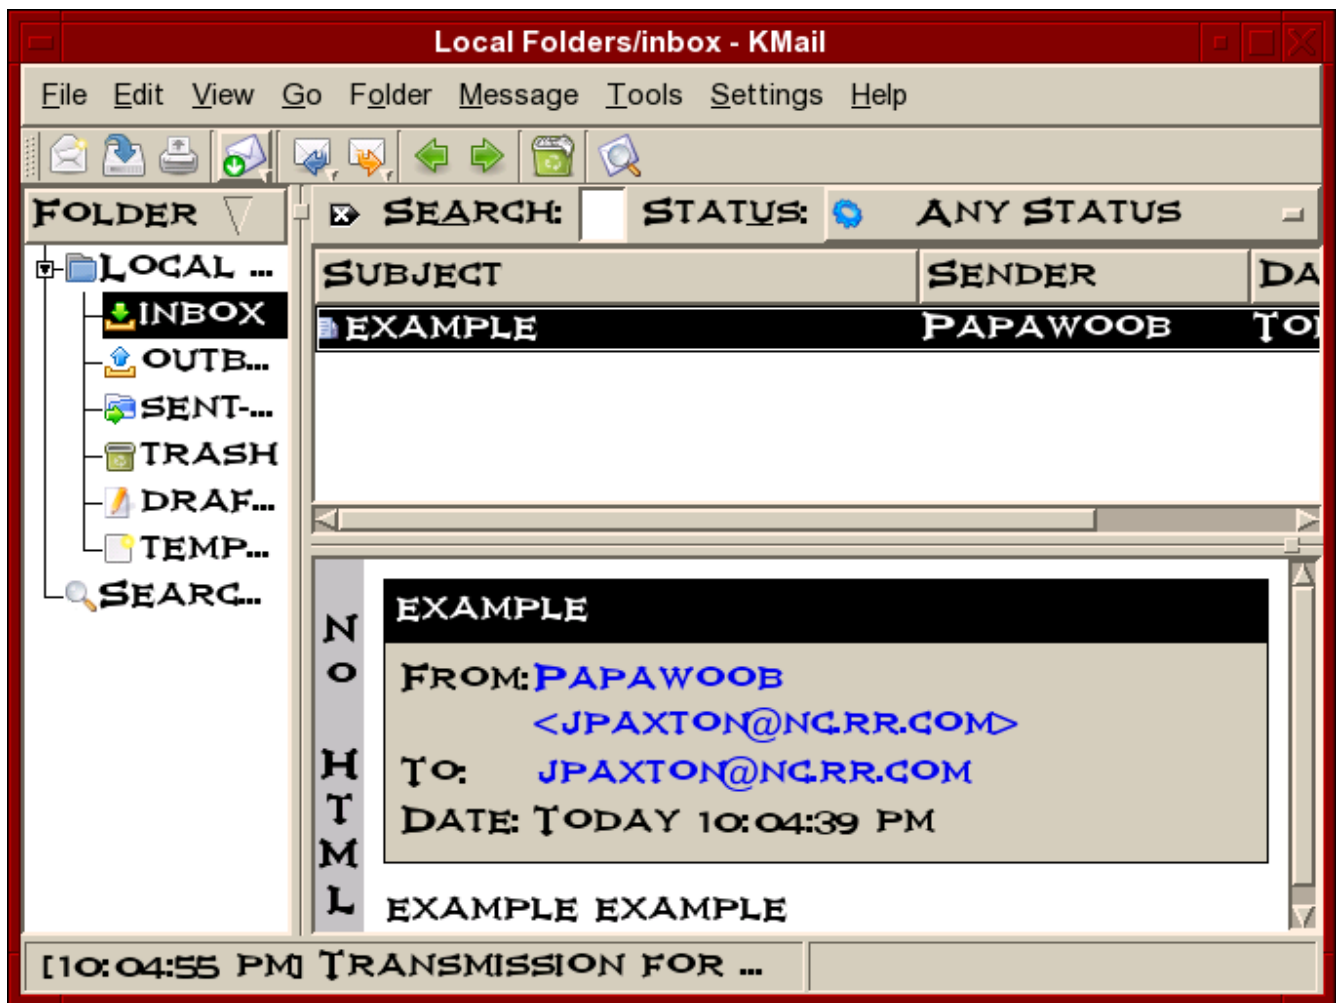 Local Folders/inbox - KMail
File Edit View Go Folder Message Tools Settings Help
Folder Search: Status: Any Status
Local ...
Subject Sender Da
inbox
example Papawoob Tod
outb...
sent-...
trash
draf...
temp...
Searc...
No HTML
example
From: Papawoob
<jpaxton@nc.rr.com>
To: jpaxton@nc.rr.com
Date: Today 10:04:39 pm
example example
[10:04:55 pm] Transmission for ...